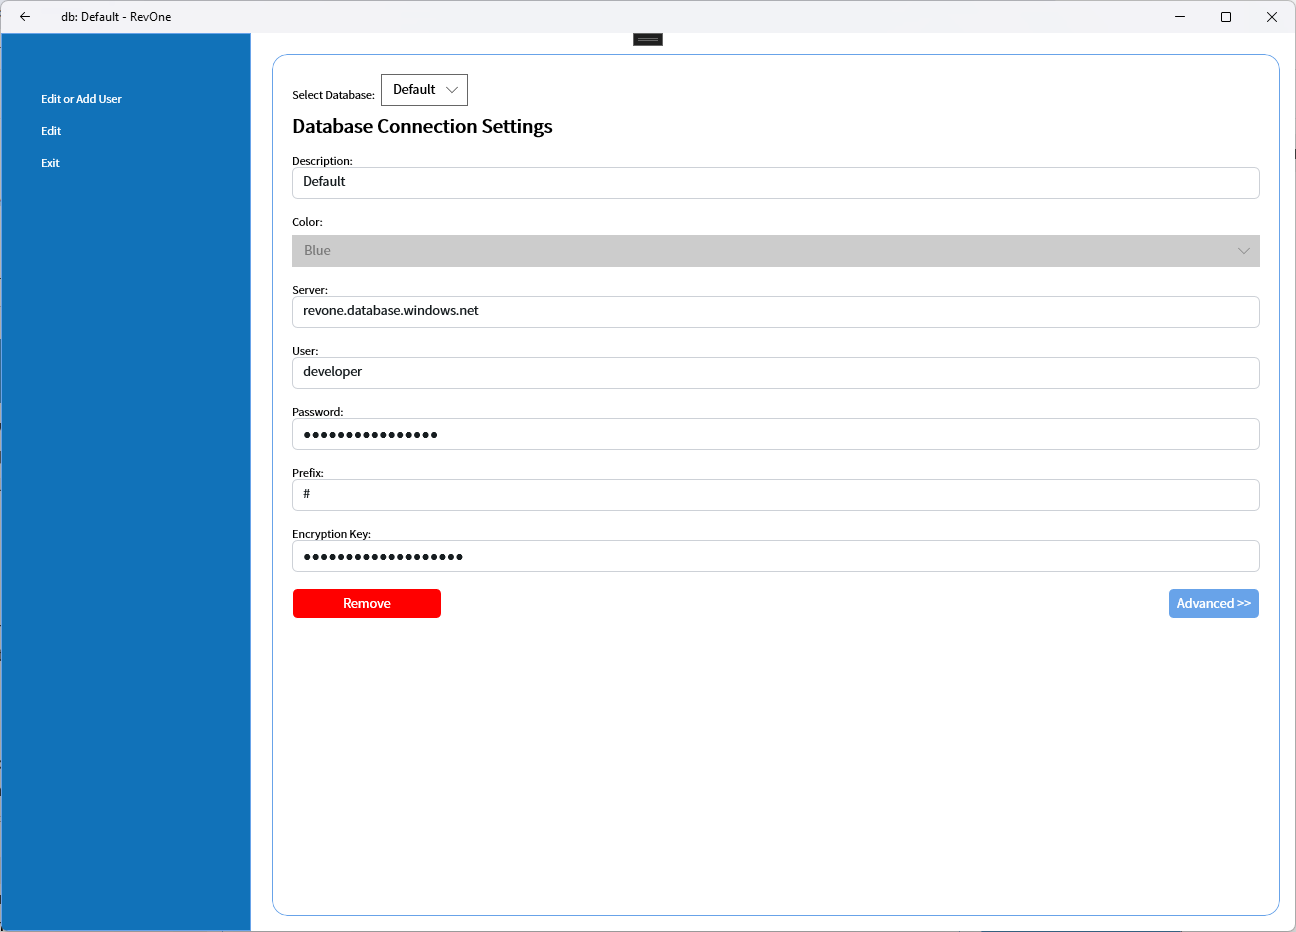 db: Default - RevOne
Edit or Add User
Edit
Exit
Select Database: Default
Database Connection Settings
Description:
Default
Color:
Blue
Server:
revone.database.windows.net
User:
developer
Password:
●●●●●●●●●●●●●●●●
Prefix:
#
Encryption Key:
●●●●●●●●●●●●●●●●●●●
Remove Advanced >>